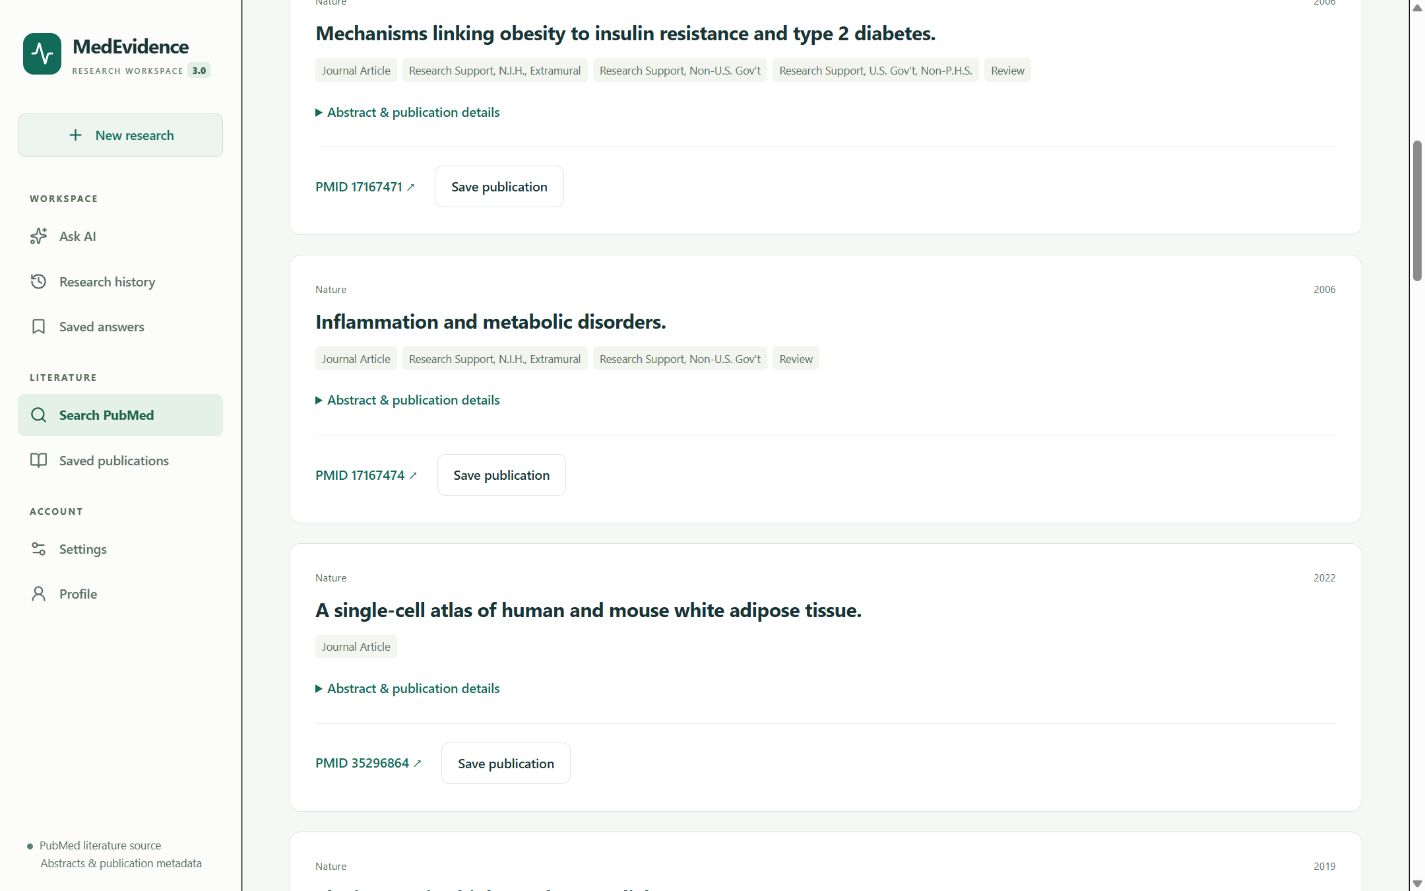 MedEvidence
RESEARCH WORKSPACE 3.0
New research
WORKSPACE
Ask AI
Research history
Saved answers
LITERATURE
Search PubMed
Saved publications
ACCOUNT
Settings
Profile
PubMed literature source
Abstracts & publication metadata
Nature 2006
Mechanisms linking obesity to insulin resistance and type 2 diabetes.
Journal Article Research Support, N.I.H., Extramural Research Support, Non-U.S. Gov't Research Support, U.S. Gov't, Non-P.H.S. Review
Abstract & publication details
PMID 17167471 ↗ Save publication
Nature 2006
Inflammation and metabolic disorders.
Journal Article Research Support, N.I.H., Extramural Research Support, Non-U.S. Gov't Review
Abstract & publication details
PMID 17167474 ↗ Save publication
Nature 2022
A single-cell atlas of human and mouse white adipose tissue.
Journal Article
Abstract & publication details
PMID 35296864 ↗ Save publication
Nature 2019